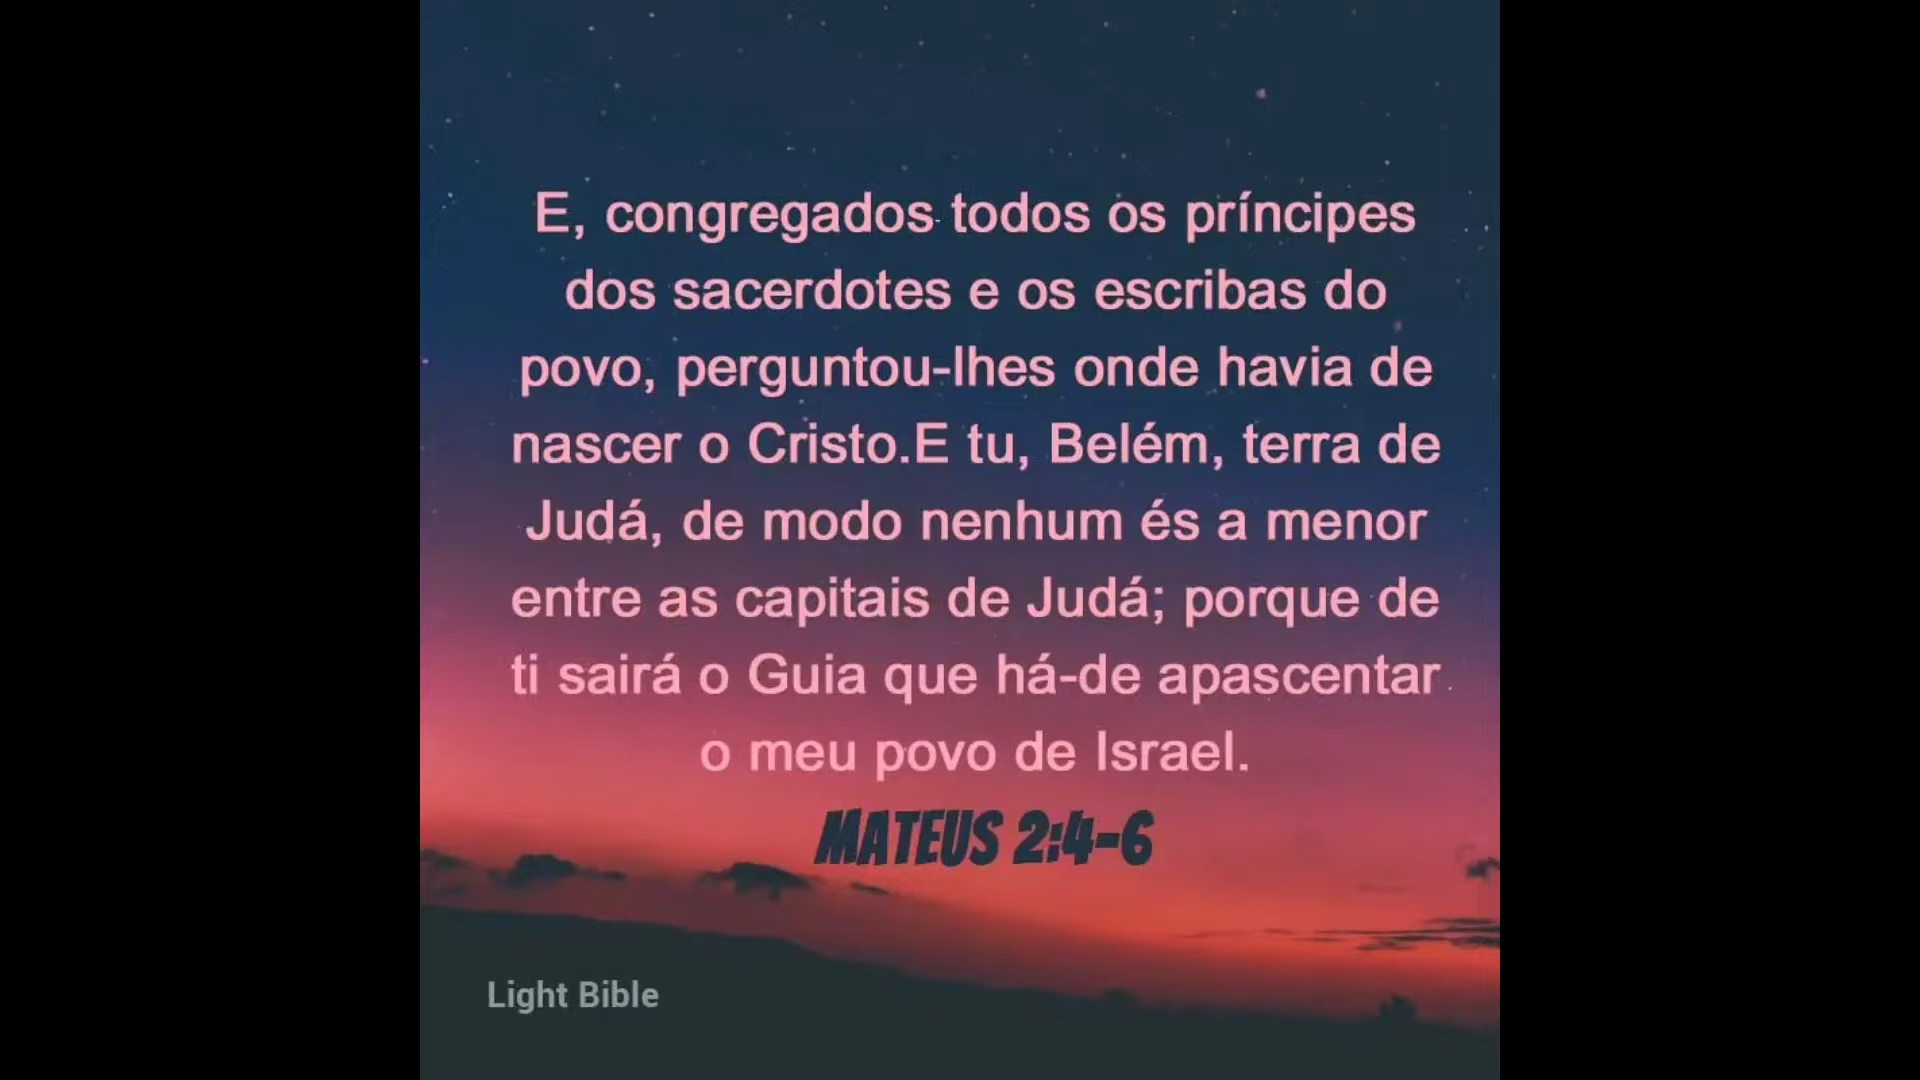 E, congregados todos os príncipes
dos sacerdotes e os escribas do
povo, perguntou-lhes onde havia de
nascer o Cristo.E tu, Belém, terra de
Judá, de modo nenhum és a menor
entre as capitais de Judá; porque de
ti sairá o Guia que há-de apascentar
o meu povo de Israel.
MATEUS 2:4-6
Light Bible